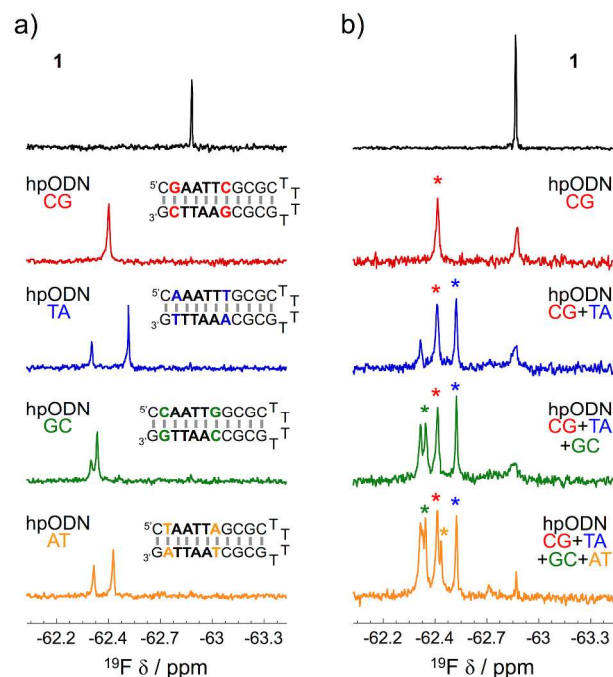 a)
1
hpODN
CG
5'CGAATTCGCGC T
T
3'GCTTAAGCGCG T
T
hpODN
TA
5'CAAATTTGCGC T
T
3'GTTTAAACGCG T
T
hpODN
GC
5'CCAATTGGCGC T
T
3'GGTTAACCGCG T
T
hpODN
AT
5'CTAATTAGCGC T
T
3'GATTAATCGCG T
T
-62.2 -62.4 -62.7 -63 -63.3
19F δ / ppm
b)
1
*
hpODN
CG
* *
hpODN
CG+TA
* * *
hpODN
CG+TA
+GC
* * * *
hpODN
CG+TA
+GC+AT
-62.2 -62.4 -62.7 -63 -63.3
19F δ / ppm